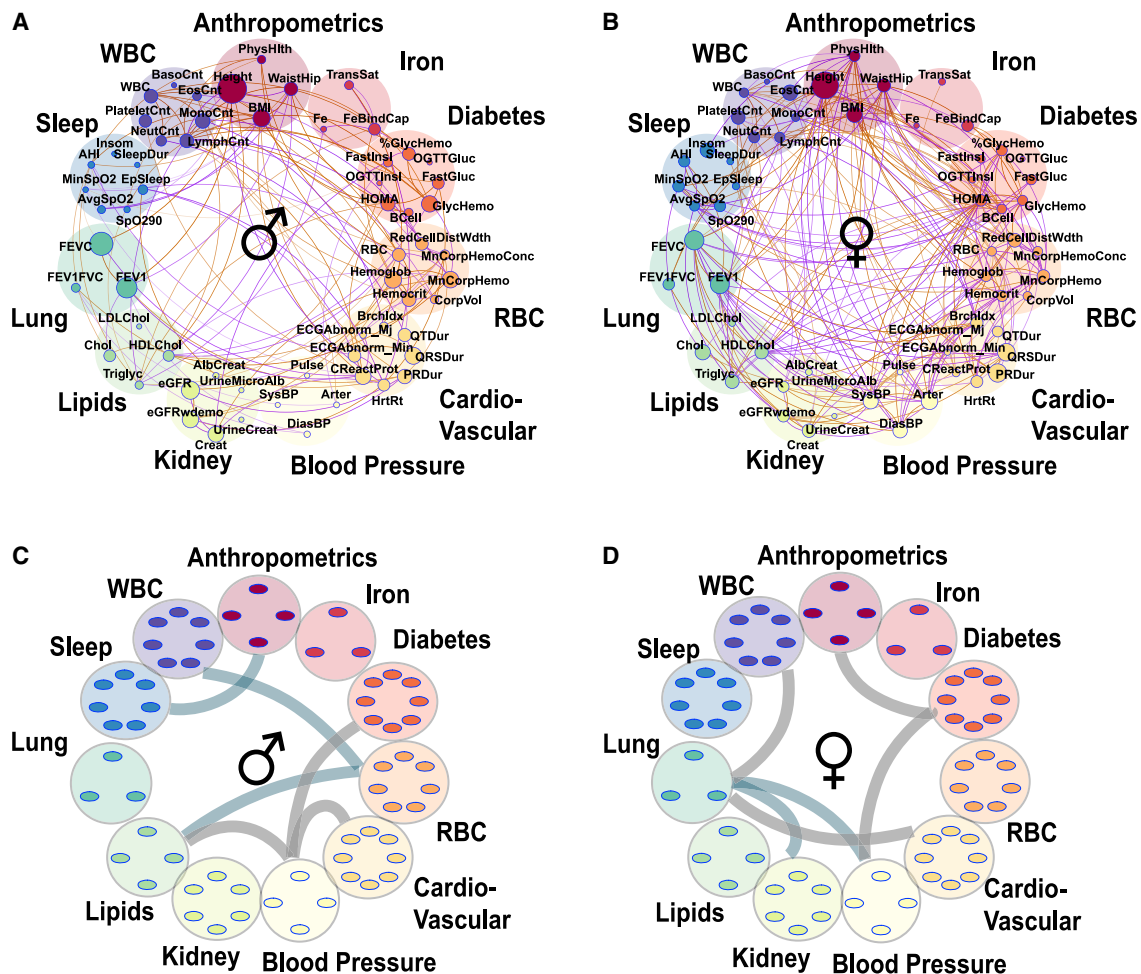 A
Anthropometrics
WBC
Iron
Diabetes
Sleep
Lung
Lipids
Kidney
Blood Pressure
Cardio-
Vascular
RBC
PhysHlth
Height
WaistHip
BMI
BasoCnt
WBC
EosCnt
PlateletCnt
MonoCnt
NeutCnt
LymphCnt
TransSat
Fe
FeBindCap
%GlycHemo
FastInsl
OGTTGluc
OGTTInsl
FastGluc
HOMA
GlycHemo
BCell
Insom
AHI
SleepDur
MinSpO2
EpSleep
AvgSpO2
SpO290
FEVC
FEV1FVC
FEV1
RBC
RedCellDistWdth
MnCorpHemoConc
Hemoglob
MnCorpHemo
Hemocrit
CorpVol
LDLChol
Chol
HDLChol
Triglyc
AlbCreat
eGFR
UrineMicroAlb
eGFRwdemo
UrineCreat
Creat
SysBP
Arter
DiasBP
BrchIdx
ECGAbnorm_Mj
QTDur
ECGAbnorm_Min
QRSDur
Pulse
CReactProt
PRDur
HrtRt
♂
B
Anthropometrics
WBC
Iron
Diabetes
Sleep
Lung
Lipids
Kidney
Blood Pressure
Cardio-
Vascular
RBC
PhysHlth
Height
WaistHip
BMI
BasoCnt
WBC
EosCnt
PlateletCnt
MonoCnt
NeutCnt
LymphCnt
TransSat
Fe
FeBindCap
%GlycHemo
FastInsl
OGTTGluc
OGTTInsl
FastGluc
HOMA
GlycHemo
BCell
Insom
AHI
SleepDur
MinSpO2
EpSleep
AvgSpO2
SpO290
FEVC
FEV1FVC
FEV1
RBC
RedCellDistWdth
MnCorpHemoConc
Hemoglob
MnCorpHemo
Hemocrit
CorpVol
LDLChol
Chol
HDLChol
Triglyc
AlbCreat
eGFR
UrineMicroAlb
eGFRwdemo
UrineCreat
Creat
SysBP
Arter
DiasBP
BrchIdx
ECGAbnorm_Mj
QTDur
ECGAbnorm_Min
QRSDur
Pulse
CReactProt
PRDur
HrtRt
♀
C
Anthropometrics
WBC
Iron
Sleep
Diabetes
Lung
♂
RBC
Lipids
Cardio-
Vascular
Kidney
Blood Pressure
D
Anthropometrics
WBC
Iron
Sleep
Diabetes
Lung
♀
RBC
Lipids
Cardio-
Vascular
Kidney
Blood Pressure